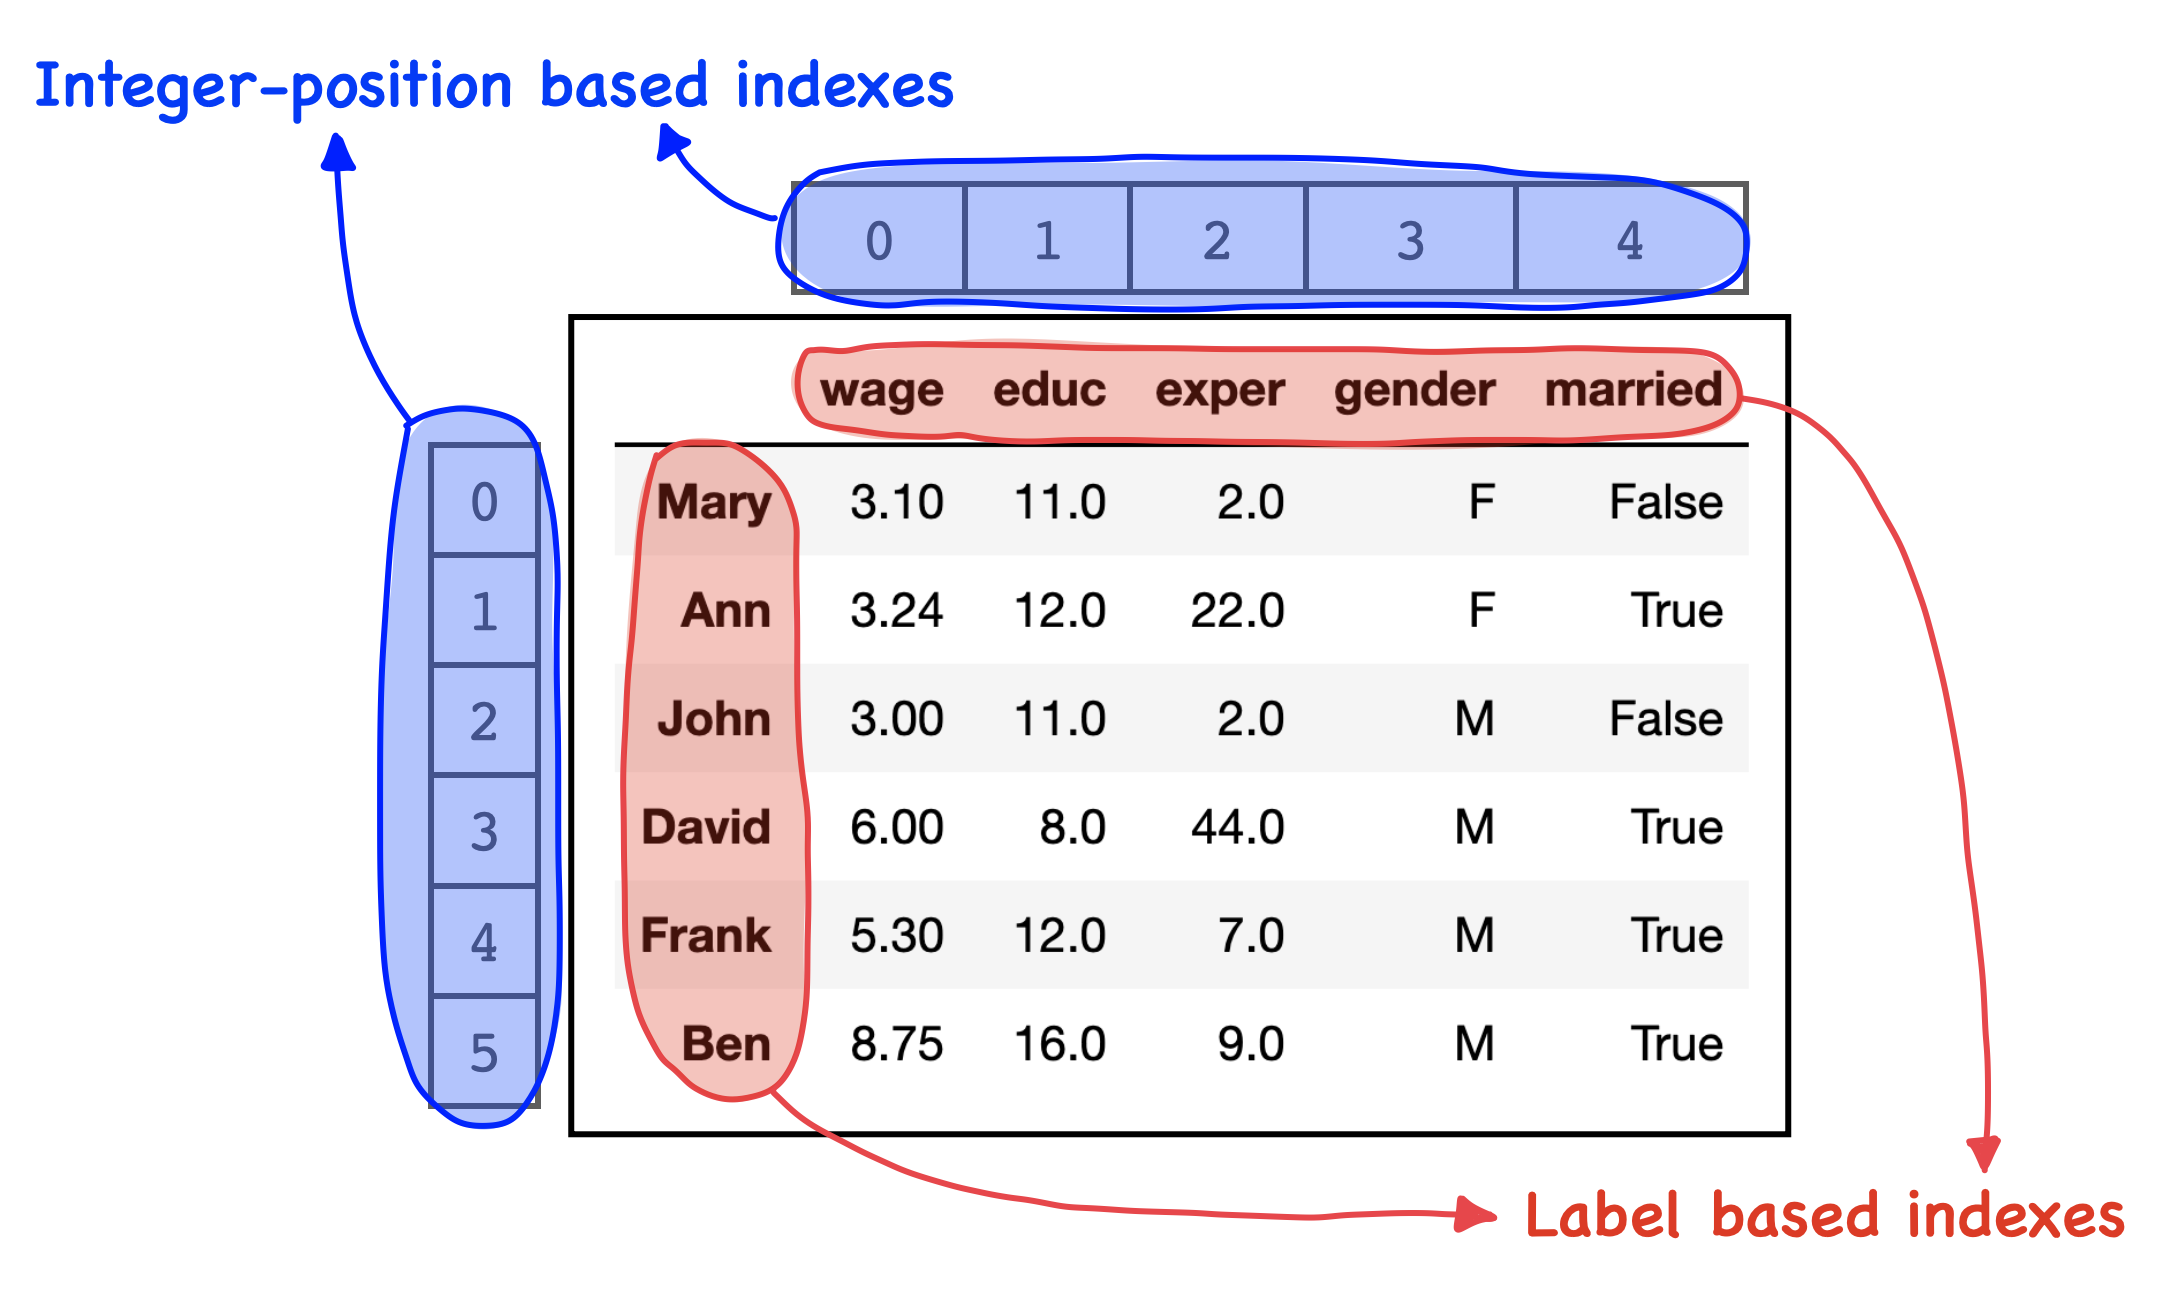 Integer-position based indexes
0 1 2 3 4
wage educ exper gender married
0 Mary 3.10 11.0 2.0 F False
1 Ann 3.24 12.0 22.0 F True
2 John 3.00 11.0 2.0 M False
3 David 6.00 8.0 44.0 M True
4 Frank 5.30 12.0 7.0 M True
5 Ben 8.75 16.0 9.0 M True
Label based indexes